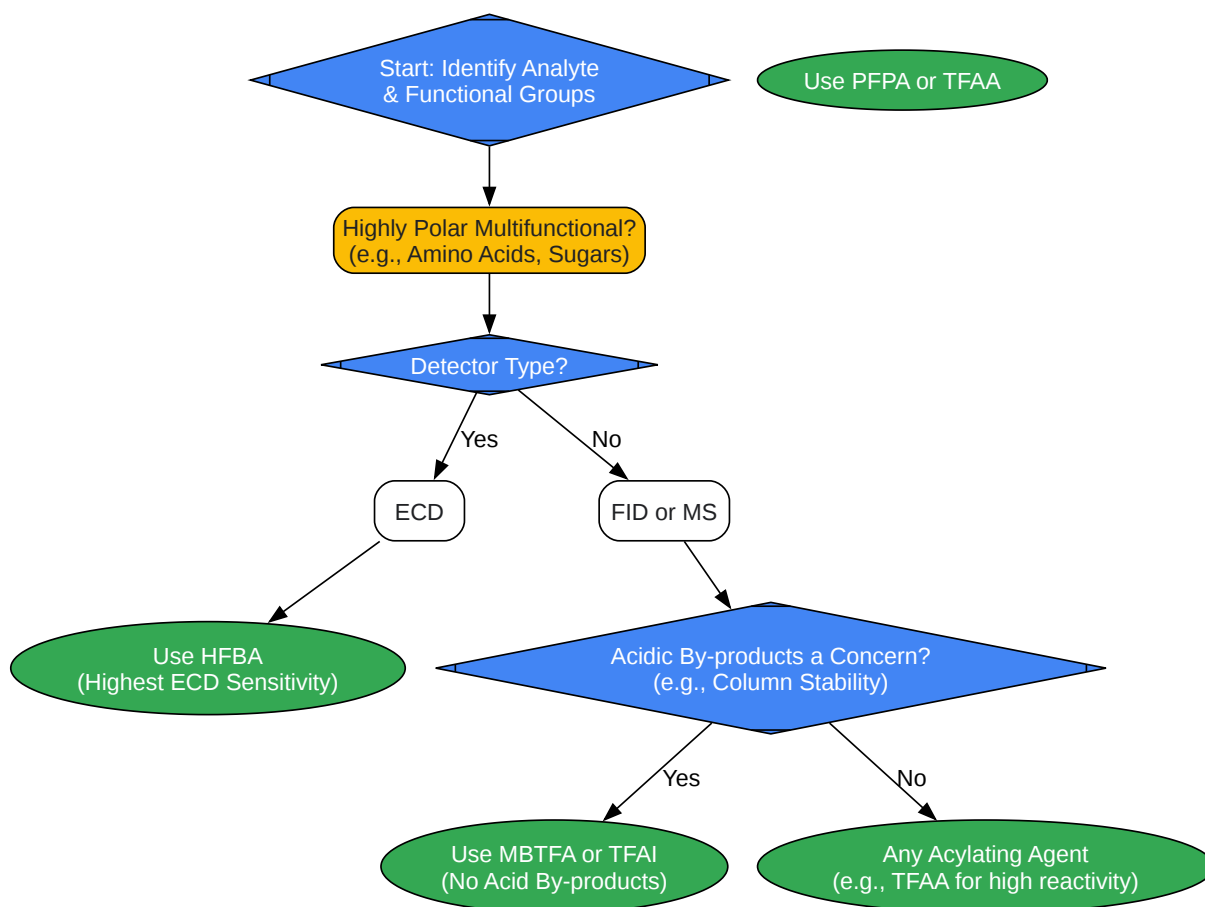 Start: Identify Analyte
& Functional Groups
Use PFPA or TFAA
Highly Polar Multifunctional?
(e.g., Amino Acids, Sugars)
Detector Type?
Yes
No
ECD
FID or MS
Use HFBA
(Highest ECD Sensitivity)
Acidic By-products a Concern?
(e.g., Column Stability)
Yes
No
Use MBTFA or TFAI
(No Acid By-products)
Any Acylating Agent
(e.g., TFAA for high reactivity)